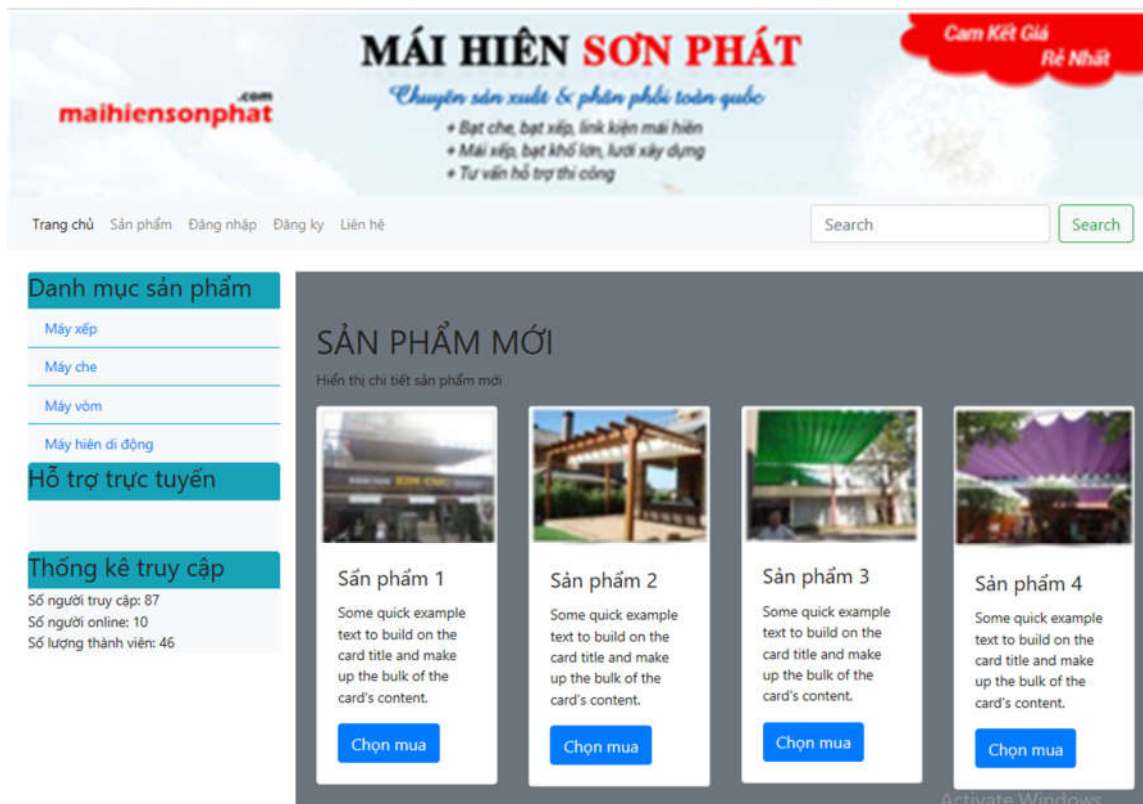 MÁI HIÊN SƠN PHÁT
Cam Kết Giá
Rẻ Nhất
.com
maihiensonphat
Chuyên sản xuất & phân phối toàn quốc
+ Bạt che, bạt xếp, link kiện mái hiên
+ Mái xếp, bạt khổ lớn, lưới xây dựng
+ Tư vấn hỗ trợ thi công
Trang chủ Sản phẩm Đăng nhập Đăng ky Liên hệ Search Search
Danh mục sản phẩm
Máy xếp
Máy che
Máy vòm
Máy hiên di động
Hỗ trợ trực tuyến
Thống kê truy cập
Số người truy cập: 87
Số người online: 10
Số lượng thành viên: 46
SẢN PHẨM MỚI
Hiển thị chi tiết sản phẩm mới
KIM CUC
Sẩn phẩm 1
Some quick example
text to build on the
card title and make
up the bulk of the
card's content.
Chọn mua
Sản phẩm 2
Some quick example
text to build on the
card title and make
up the bulk of the
card's content.
Chọn mua
Sản phẩm 3
Some quick example
text to build on the
card title and make
up the bulk of the
card's content.
Chọn mua
Sản phẩm 4
Some quick example
text to build on the
card title and make
up the bulk of the
card's content.
Chọn mua
Activate Windows